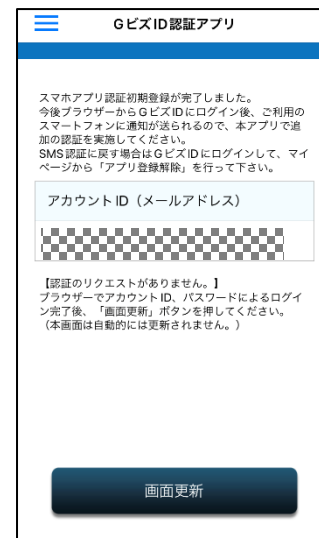 GビズID認証アプリ
スマホアプリ認証初期登録が完了しました。
今後ブラウザーからGビズIDにログイン後、ご利用の
スマートフォンに通知が送られるので、本アプリで追
加の認証を実施してください。
SMS認証に戻す場合はGビズIDにログインして、マイ
ページから「アプリ登録解除」を行って下さい。
アカウントID（メールアドレス）
【認証のリクエストがありません。】
ブラウザーでアカウントID、パスワードによるログイ
ン完了後、「画面更新」ボタンを押してください。
（本画面は自動的には更新されません。）
画面更新